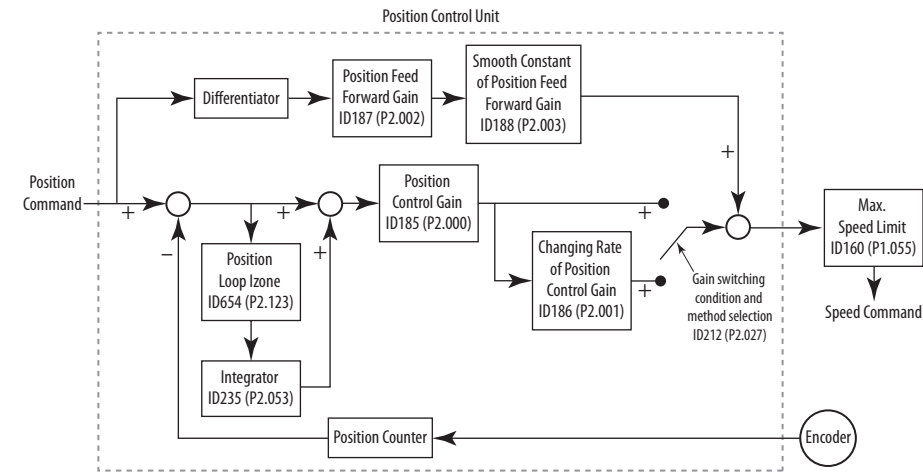 Position Control Unit
Differentiator
Position Feed
Forward Gain
ID187 (P2.002)
Smooth Constant
of Position Feed
Forward Gain
ID188 (P2.003)
+
Position
Command
+
–
+
+
Position
Control Gain
ID185 (P2.000)
+
Position
Loop Izone
ID654 (P2.123)
Integrator
ID235 (P2.053)
Changing Rate
of Position
Control Gain
ID186 (P2.001)
+
Gain switching
condition and
method selection
ID212 (P2.027)
Max.
Speed Limit
ID160 (P1.055)
Speed Command
Position Counter
Encoder